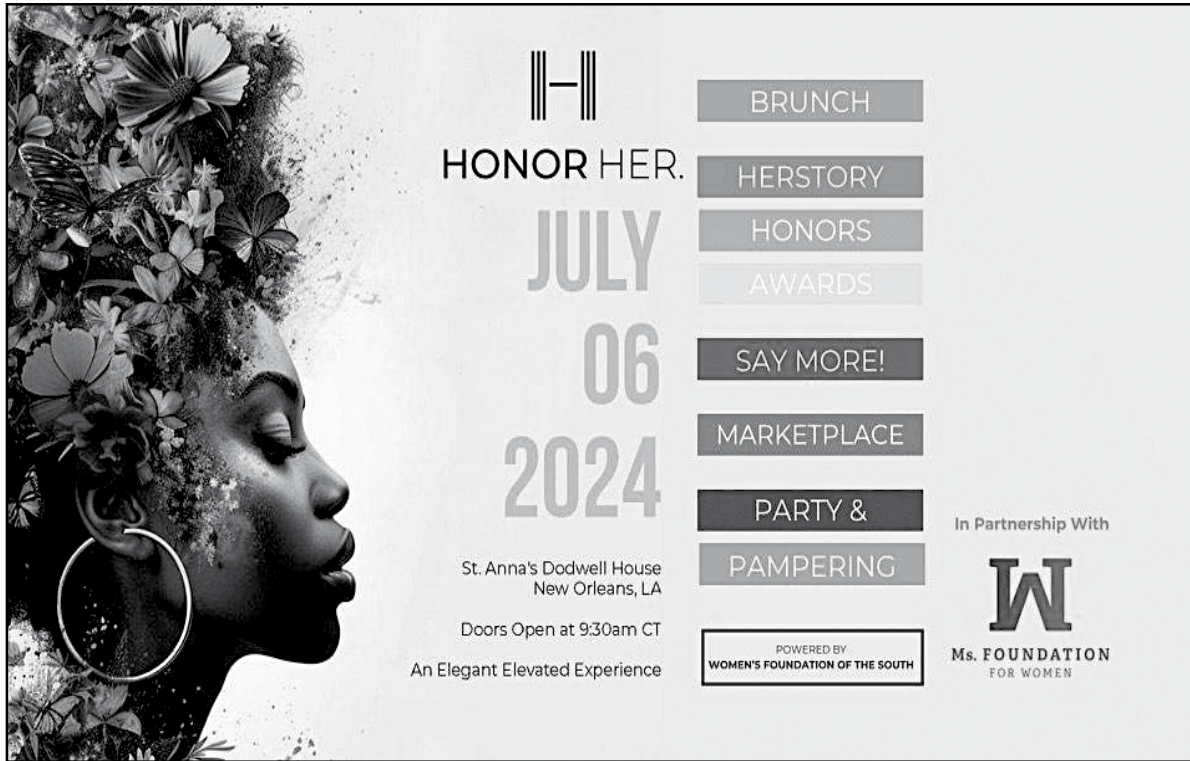 H
HONOR HER.
JULY
06
2024
St. Anna's Dodwell House
New Orleans, LA
Doors Open at 9:30am CT
An Elegant Elevated Experience
BRUNCH
HERSTORY
HONORS
AWARDS
SAY MORE!
MARKETPLACE
PARTY &
PAMPERING
POWERED BY
WOMEN'S FOUNDATION OF THE SOUTH
In Partnership With
W
Ms. FOUNDATION
FOR WOMEN